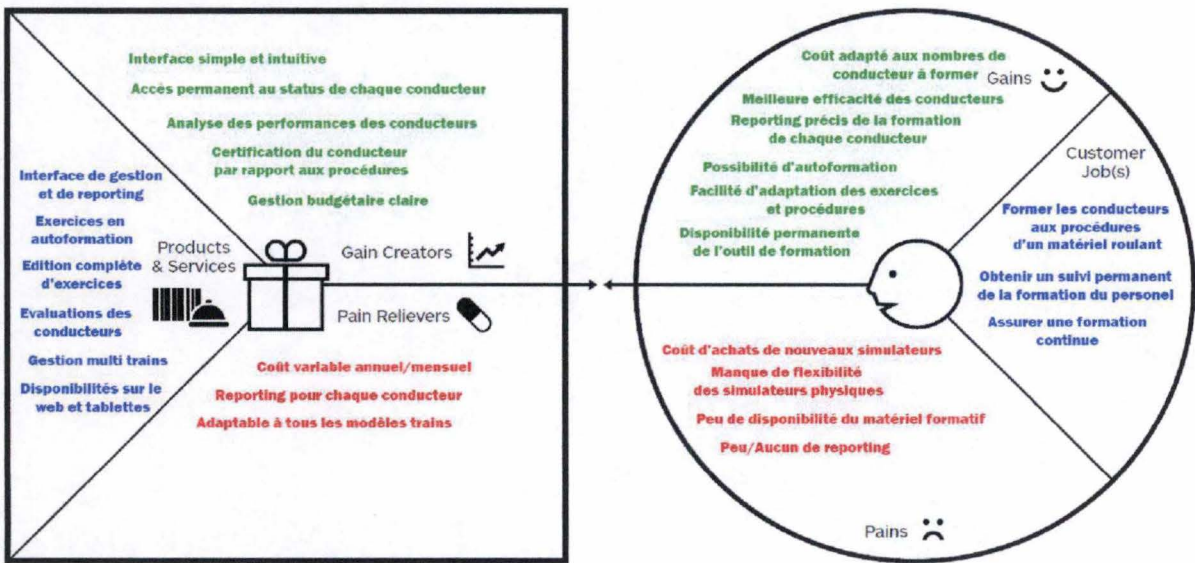 Interface simple et intuitive
Accès permanent au status de chaque conducteur
Analyse des performances des conducteurs
Certification du conducteur
par rapport aux procédures
Gestion budgétaire claire
Interface de gestion
et de reporting
Exercices en
autoformation
Edition complète
d'exercices
Evaluations des
conducteurs
Gestion multi trains
Disponibilités sur le
web et tablettes
Products
& Services
Gain Creators
Pain Relievers
Coût variable annuel/mensuel
Reporting pour chaque conducteur
Adaptable à tous les modèles trains
Coût adapté aux nombres de
conducteur à former
Gains
Meilleure efficacité des conducteurs
Reporting précis de la formation
de chaque conducteur
Possibilité d'autoformation
Facilité d'adaptation des exercices
et procédures
Disponibilité permanente
de l'outil de formation
Customer
Job(s)
Former les conducteurs
aux procédures
d'un matériel roulant
Obtenir un suivi permanent
de la formation du personel
Assurer une formation
continue
Coût d'achats de nouveaux simulateurs
Manque de flexibilité
des simulateurs physiques
Peu de disponibilité du matériel formatif
Peu/Aucun de reporting
Pains